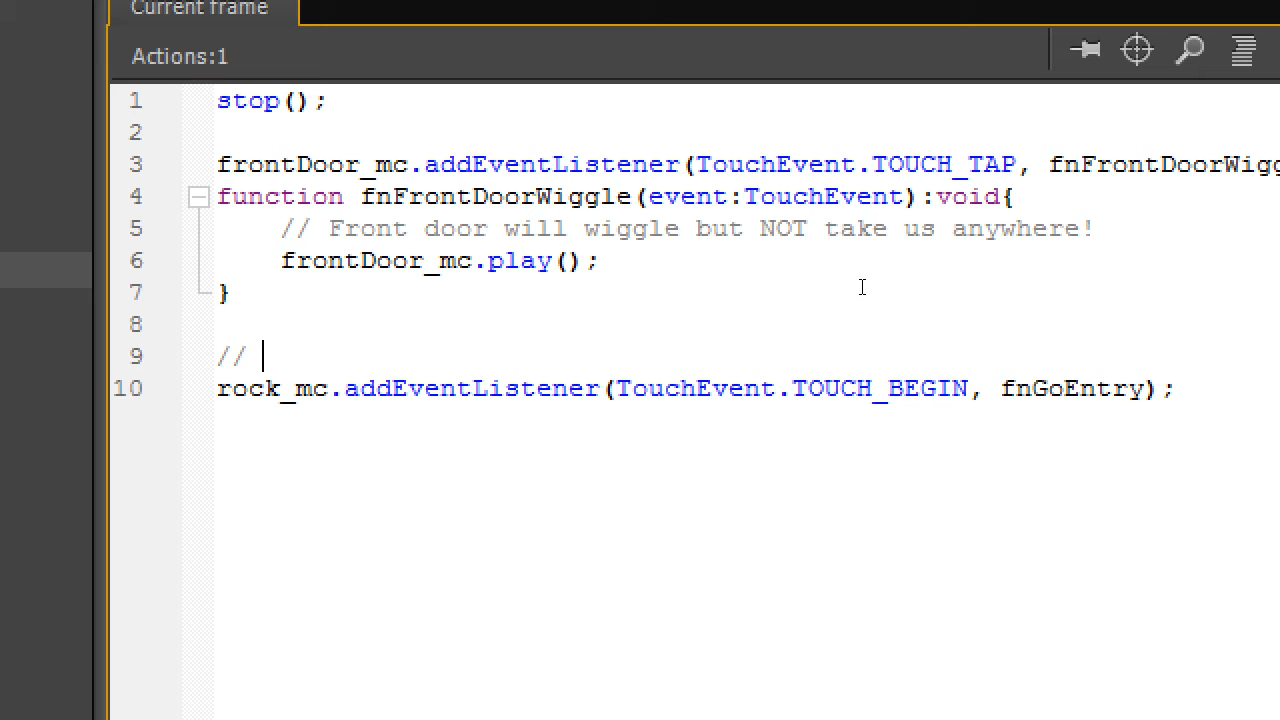 Current frame
Actions:1
1 stop();
2
3 frontDoor_mc.addEventListener(TouchEvent.TOUCH_TAP, fnFrontDoorWigg
4 function fnFrontDoorWiggle(event:TouchEvent):void{
5 // Front door will wiggle but NOT take us anywhere!
6 frontDoor_mc.play();
7 }
8
9 //
10 rock_mc.addEventListener(TouchEvent.TOUCH_BEGIN, fnGoEntry);